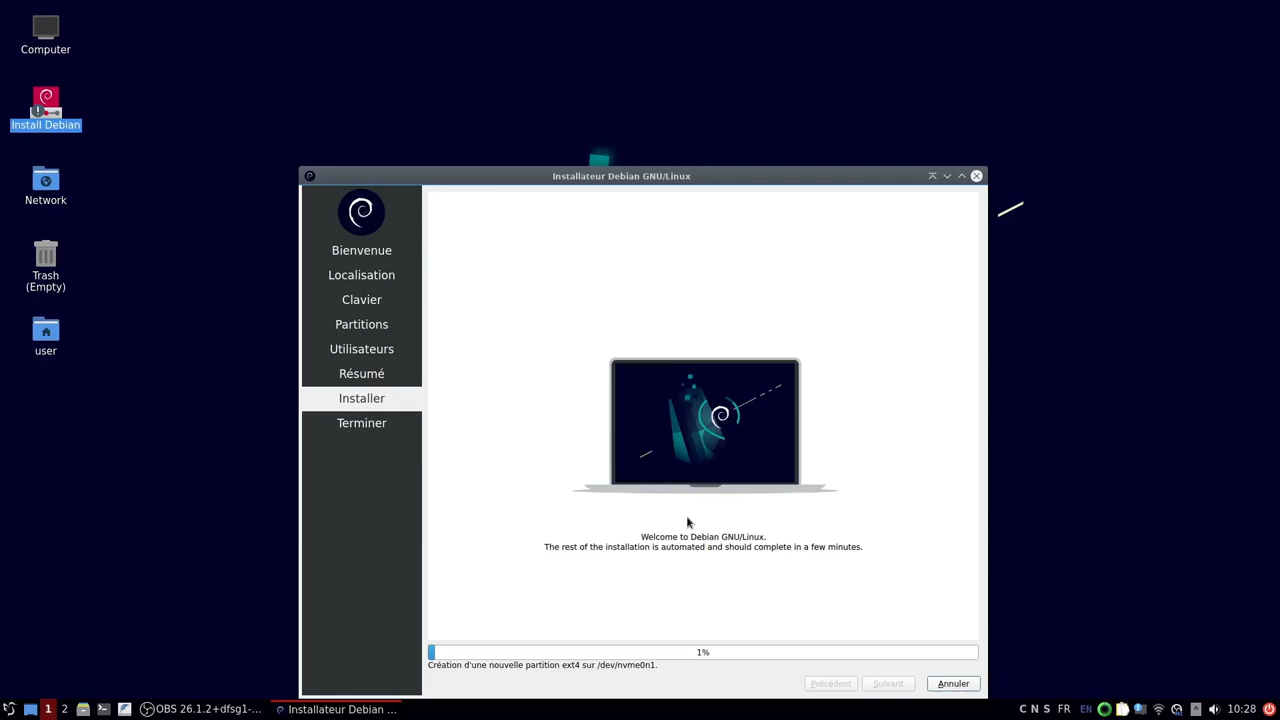 Computer
Install Debian
Network
Trash
(Empty)
user
Installateur Debian GNU/Linux
Bienvenue
Localisation
Clavier
Partitions
Utilisateurs
Résumé
Installer
Terminer
Welcome to Debian GNU/Linux.
The rest of the installation is automated and should complete in a few minutes.
1%
Création d'une nouvelle partition ext4 sur /dev/nvme0n1.
Précédent
Suivant
Annuler
1 2 OBS 26.1.2+dfsg1-... Installateur Debian ... C N S FR EN 10:28